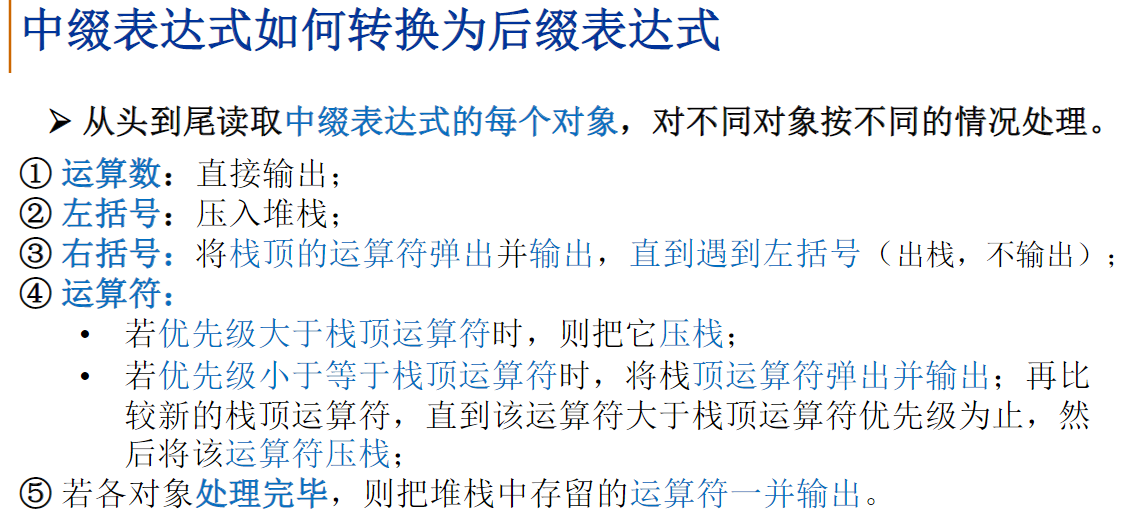 中缀表达式如何转换为后缀表达式
➢ 从头到尾读取中缀表达式的每个对象，对不同对象按不同的情况处理。
① 运算数：直接输出；
② 左括号：压入堆栈；
③ 右括号：将栈顶的运算符弹出并输出，直到遇到左括号（出栈，不输出）；
④ 运算符：
• 若优先级大于栈顶运算符时，则把它压栈；
• 若优先级小于等于栈顶运算符时，将栈顶运算符弹出并输出；再比
较新的栈顶运算符，直到该运算符大于栈顶运算符优先级为止，然
后将该运算符压栈；
⑤ 若各对象处理完毕，则把堆栈中存留的运算符一并输出。